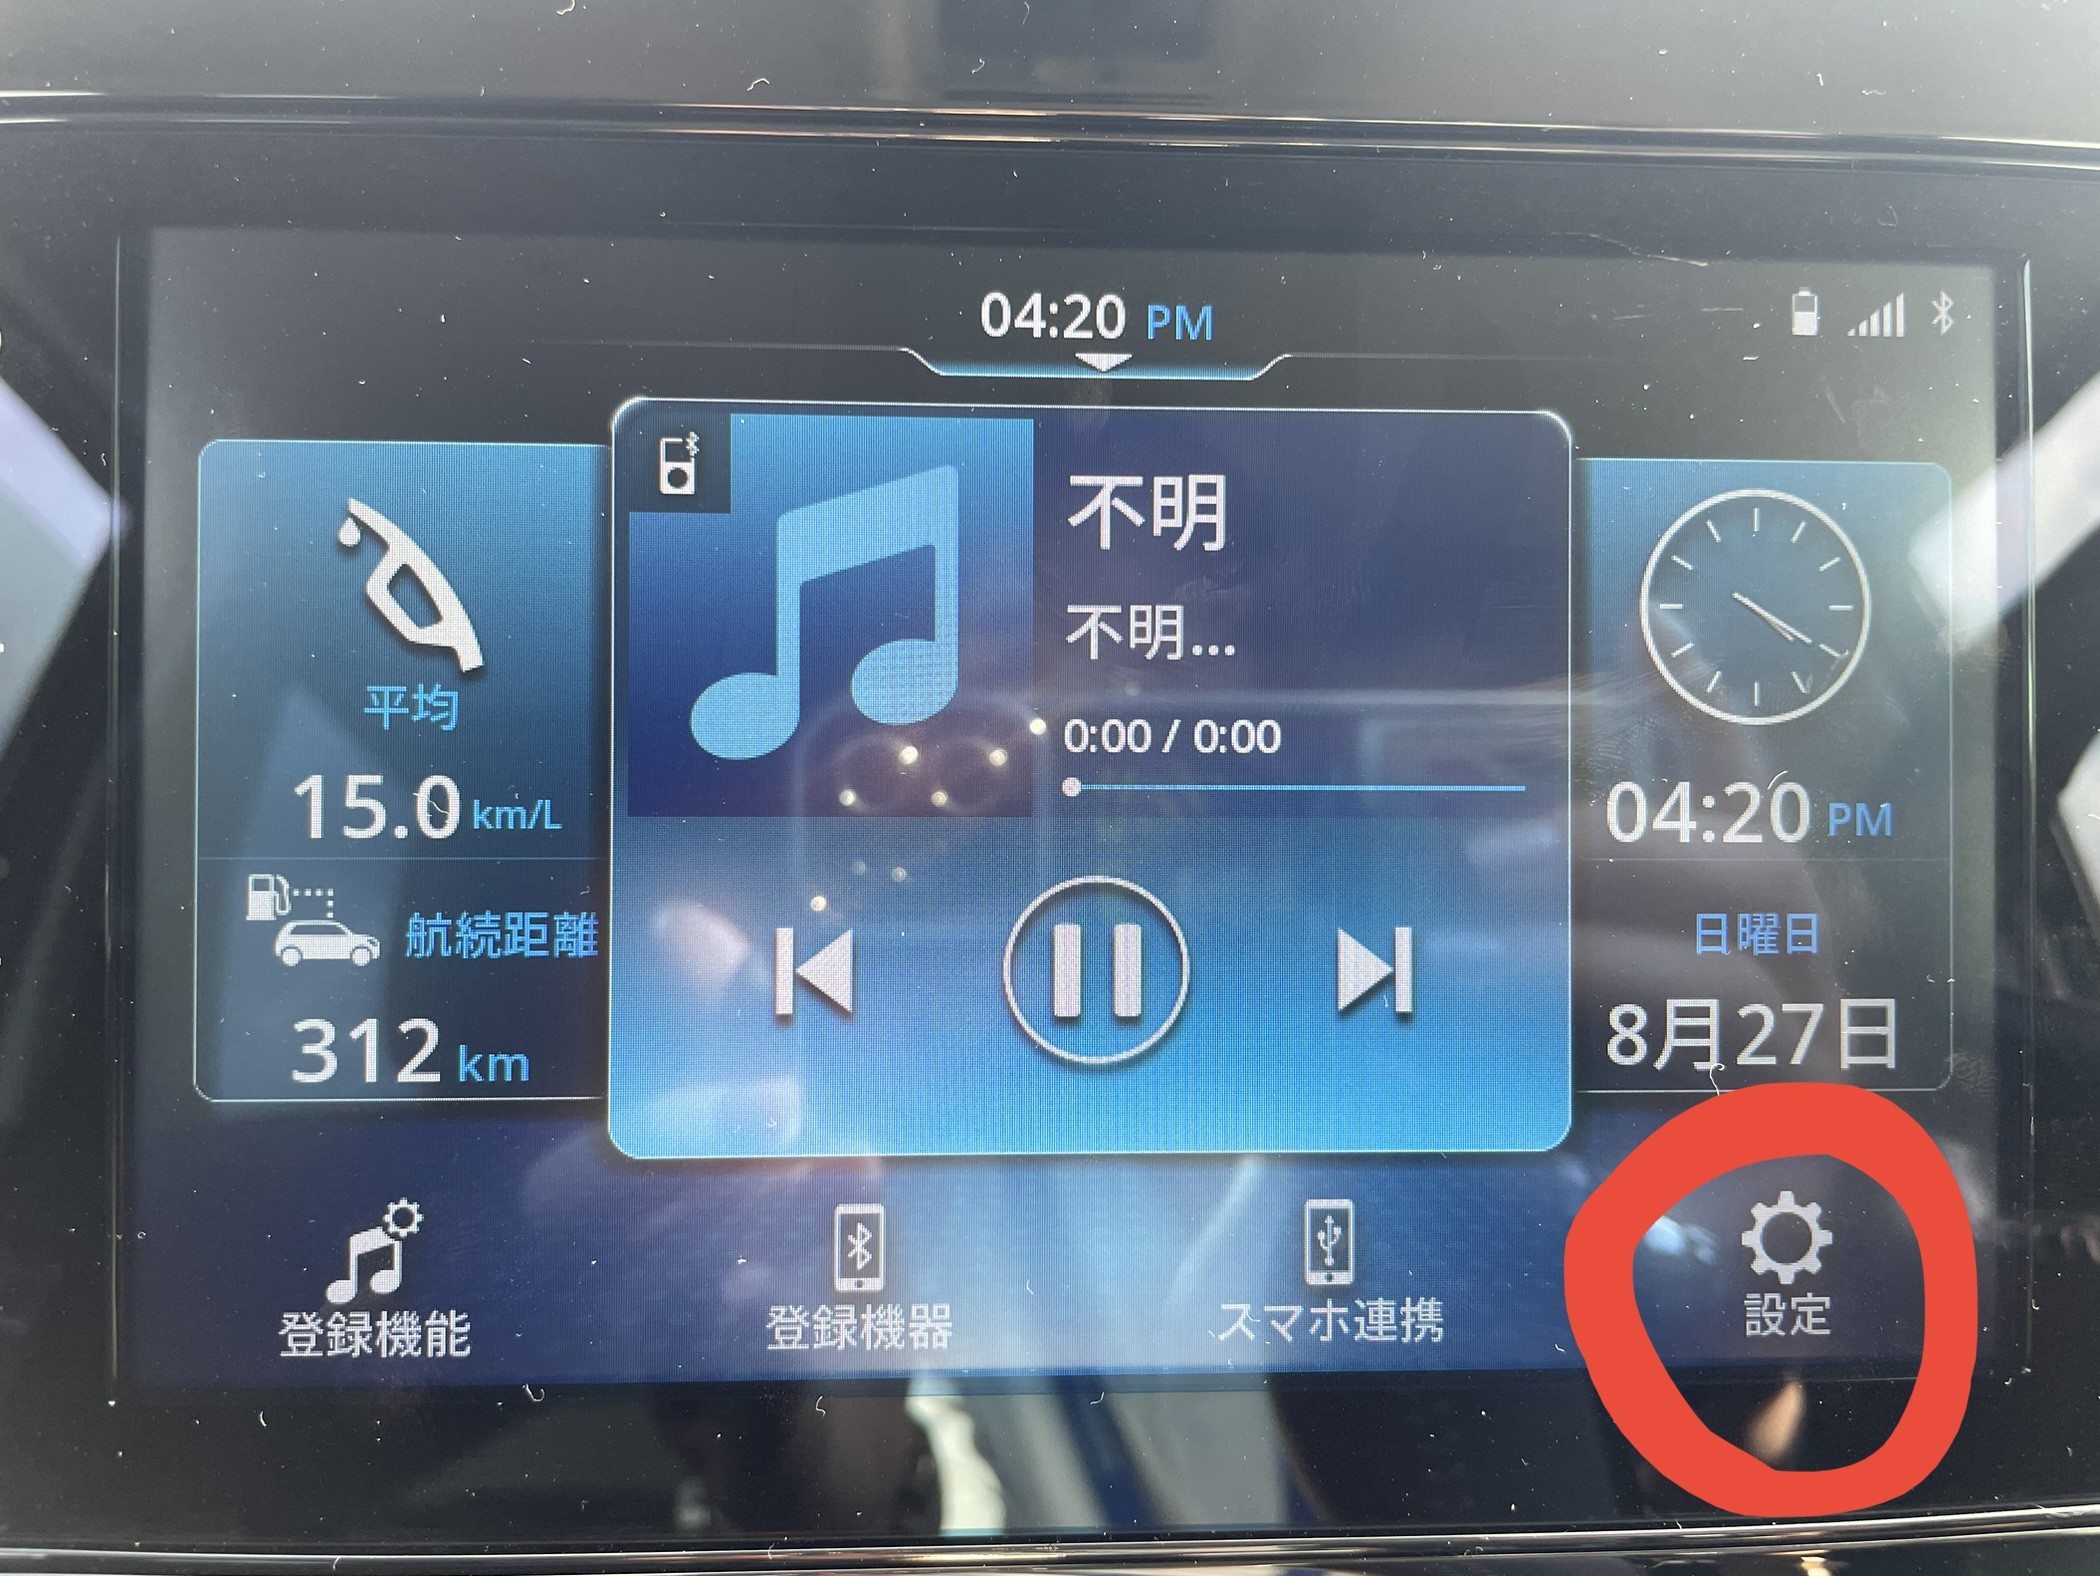 04:20 PM
平均
15.0 km/L
航続距離
312 km
不明
不明...
0:00 / 0:00
04:20 PM
日曜日
8月27日
登録機能
登録機器
スマホ連携
設定